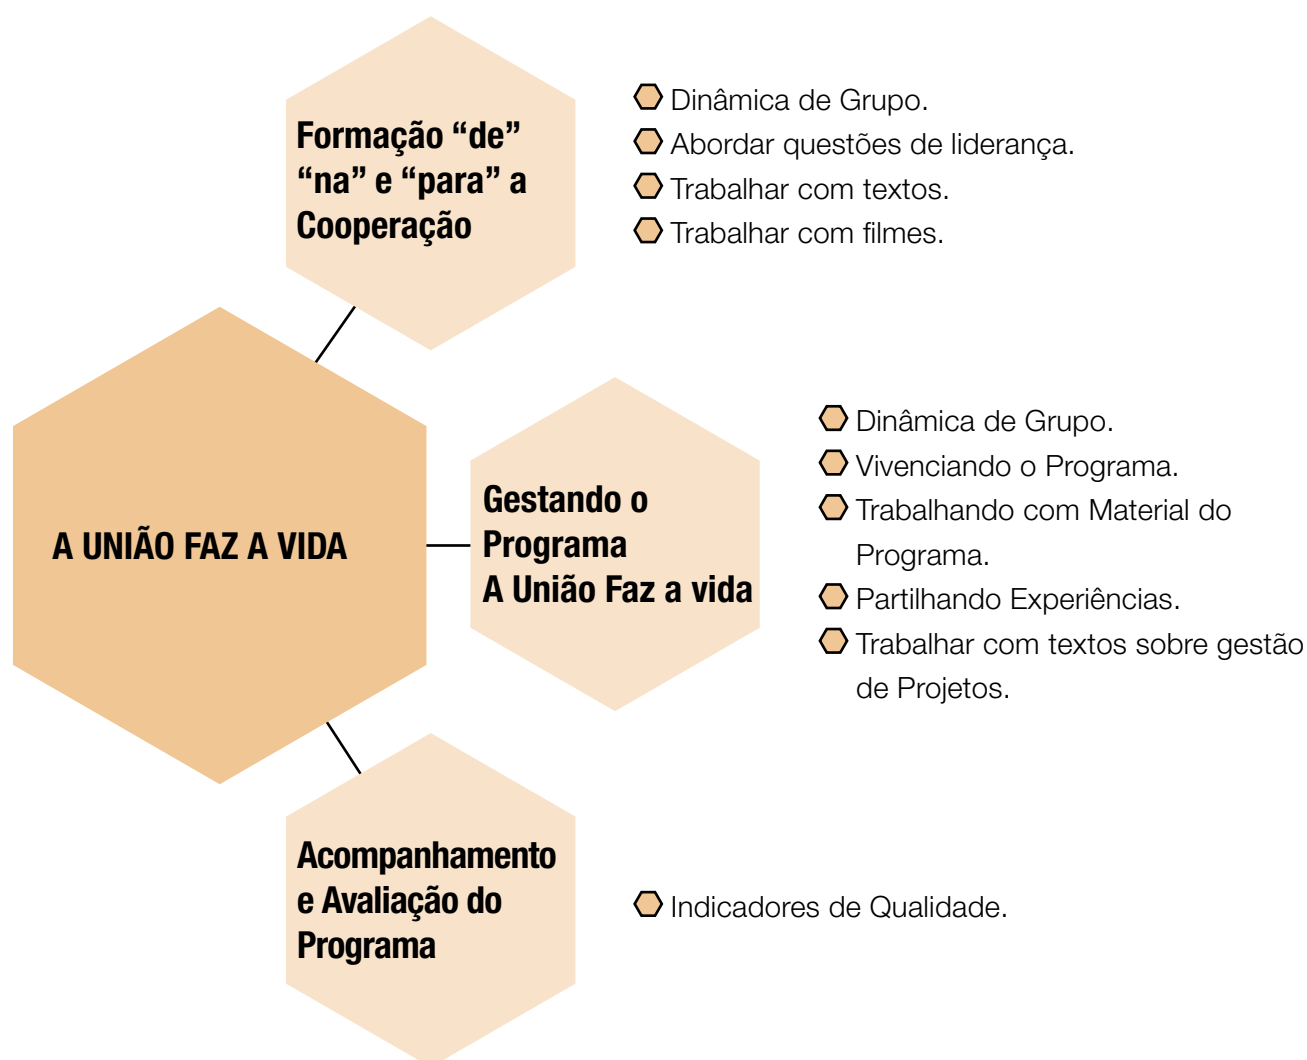 Formação “de”
“na” e “para” a
Cooperação
Dinâmica de Grupo.
Abordar questões de liderança.
Trabalhar com textos.
Trabalhar com filmes.
A UNIÃO FAZ A VIDA
Gestando o
Programa
A União Faz a vida
Dinâmica de Grupo.
Vivenciando o Programa.
Trabalhando com Material do
Programa.
Partilhando Experiências.
Trabalhar com textos sobre gestão
de Projetos.
Acompanhamento
e Avaliação do
Programa
Indicadores de Qualidade.